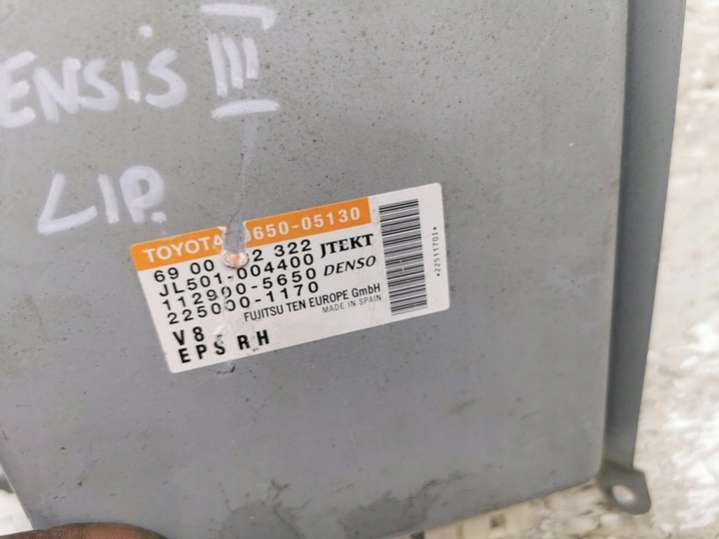 ENSIS III
LIP.
TOYOTA 650-05130
69 00 2 322 JTEKT
JL501-004400
112900-5650 DENSO
225000-1170
FUJITSU TEN EUROPE GmbH
MADE IN SPAIN
V8
EPS RH
*22511701*